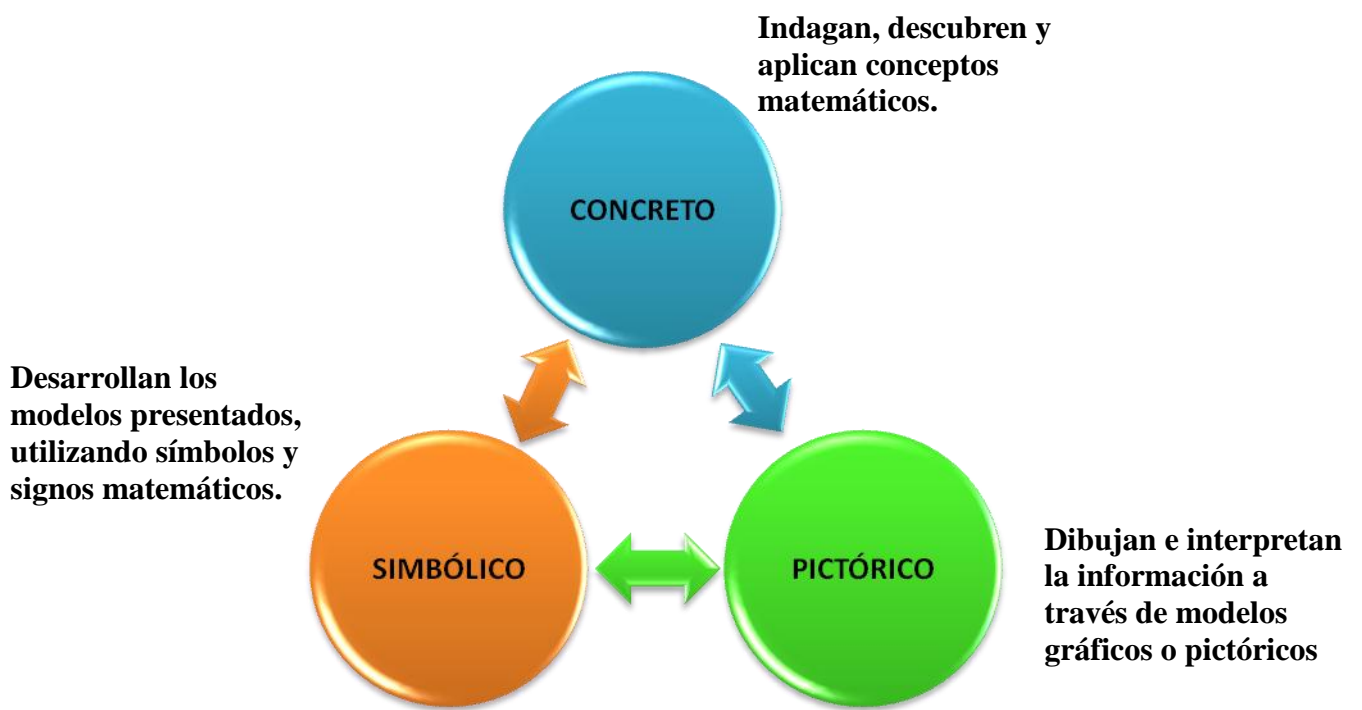 Indagan, descubren y
aplican conceptos
matemáticos.
CONCRETO
Desarrollan los
modelos presentados,
utilizando símbolos y
signos matemáticos.
SIMBÓLICO
PICTÓRICO
Dibujan e interpretan
la información a
través de modelos
gráficos o pictóricos